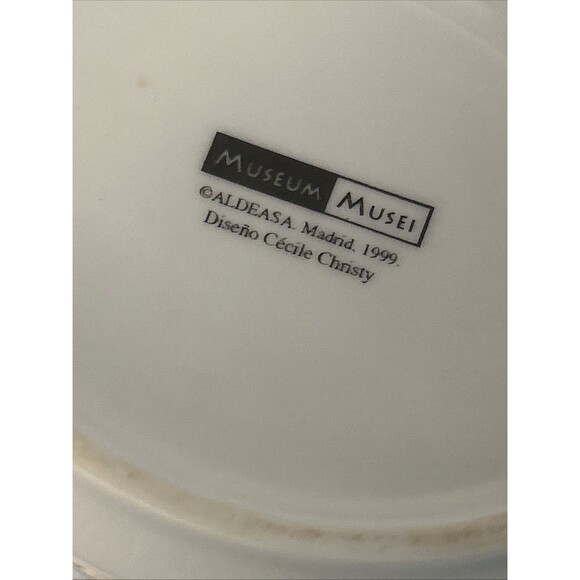 MUSEUM MUSEI
©ALDEASA. Madrid, 1999.
Diseño Cécile Christy